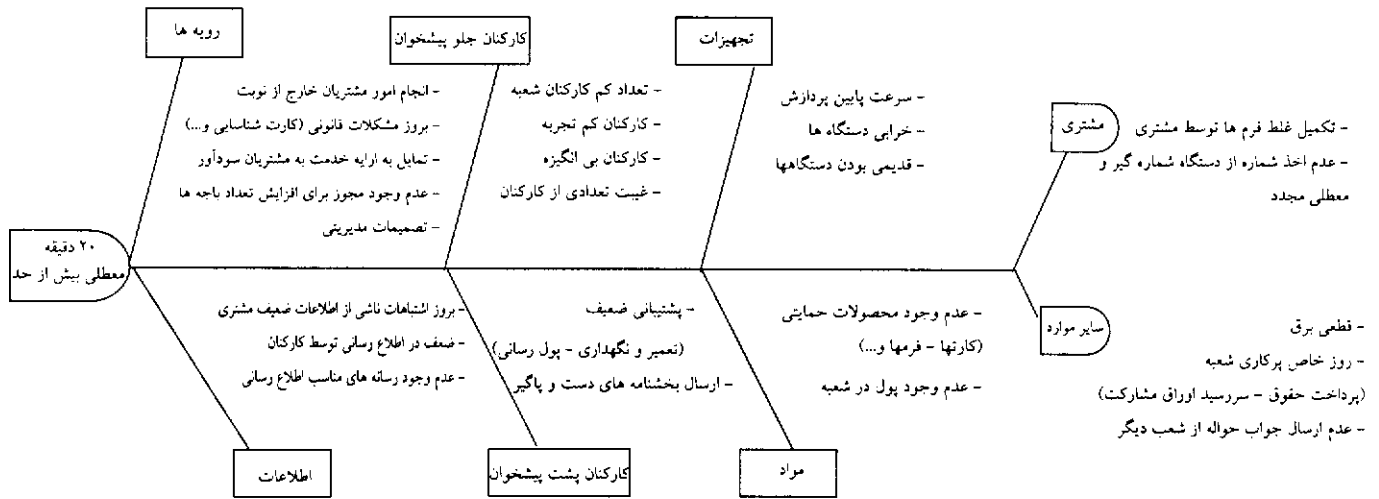 تجهیزات
کارکنان جلو پیشخوان
رویه ها
مشتری
- تکمیل غلط فرم ها توسط مشتری
- عدم اخذ شماره از دستگاه شماره گیر و
معطلی مجدد
- سرعت پایین پردازش
- خرابی دستگاه ها
- قدیمی بودن دستگاهها
- تعداد کم کارکنان شعبه
- کارکنان کم تجربه
- کارکنان بی انگیزه
- غیبت تعدادی از کارکنان
- انجام امور مشتریان خارج از نوبت
- بروز مشکلات قانونی (کارت شناسایی و...)
- تمایل به ارایه خدمت به مشتریان سودآور
- عدم وجود مجوز برای افزایش تعداد باجه ها
- تصمیمات مدیریتی
۲۰ دقیقه
معطلی بیش از حد
سایر موارد
- قطعی برق
- روز خاص پرکاری شعبه
(پرداخت حقوق - سررسید اوراق مشارکت)
- عدم ارسال جواب حواله از شعب دیگر
- عدم وجود محصولات حمایتی
(کارتها - فرمها و...)
- عدم وجود پول در شعبه
- پشتیبانی ضعیف
(تعمیر و نگهداری - پول رسانی)
- ارسال بخشنامه های دست و پاگیر
- بروز اشتباهات ناشی از اطلاعات ضعیف مشتری
- ضعف در اطلاع رسانی توسط کارکنان
- عدم وجود رسانه های مناسب اطلاع رسانی
مواد
کارکنان پشت پیشخوان
اطلاعات